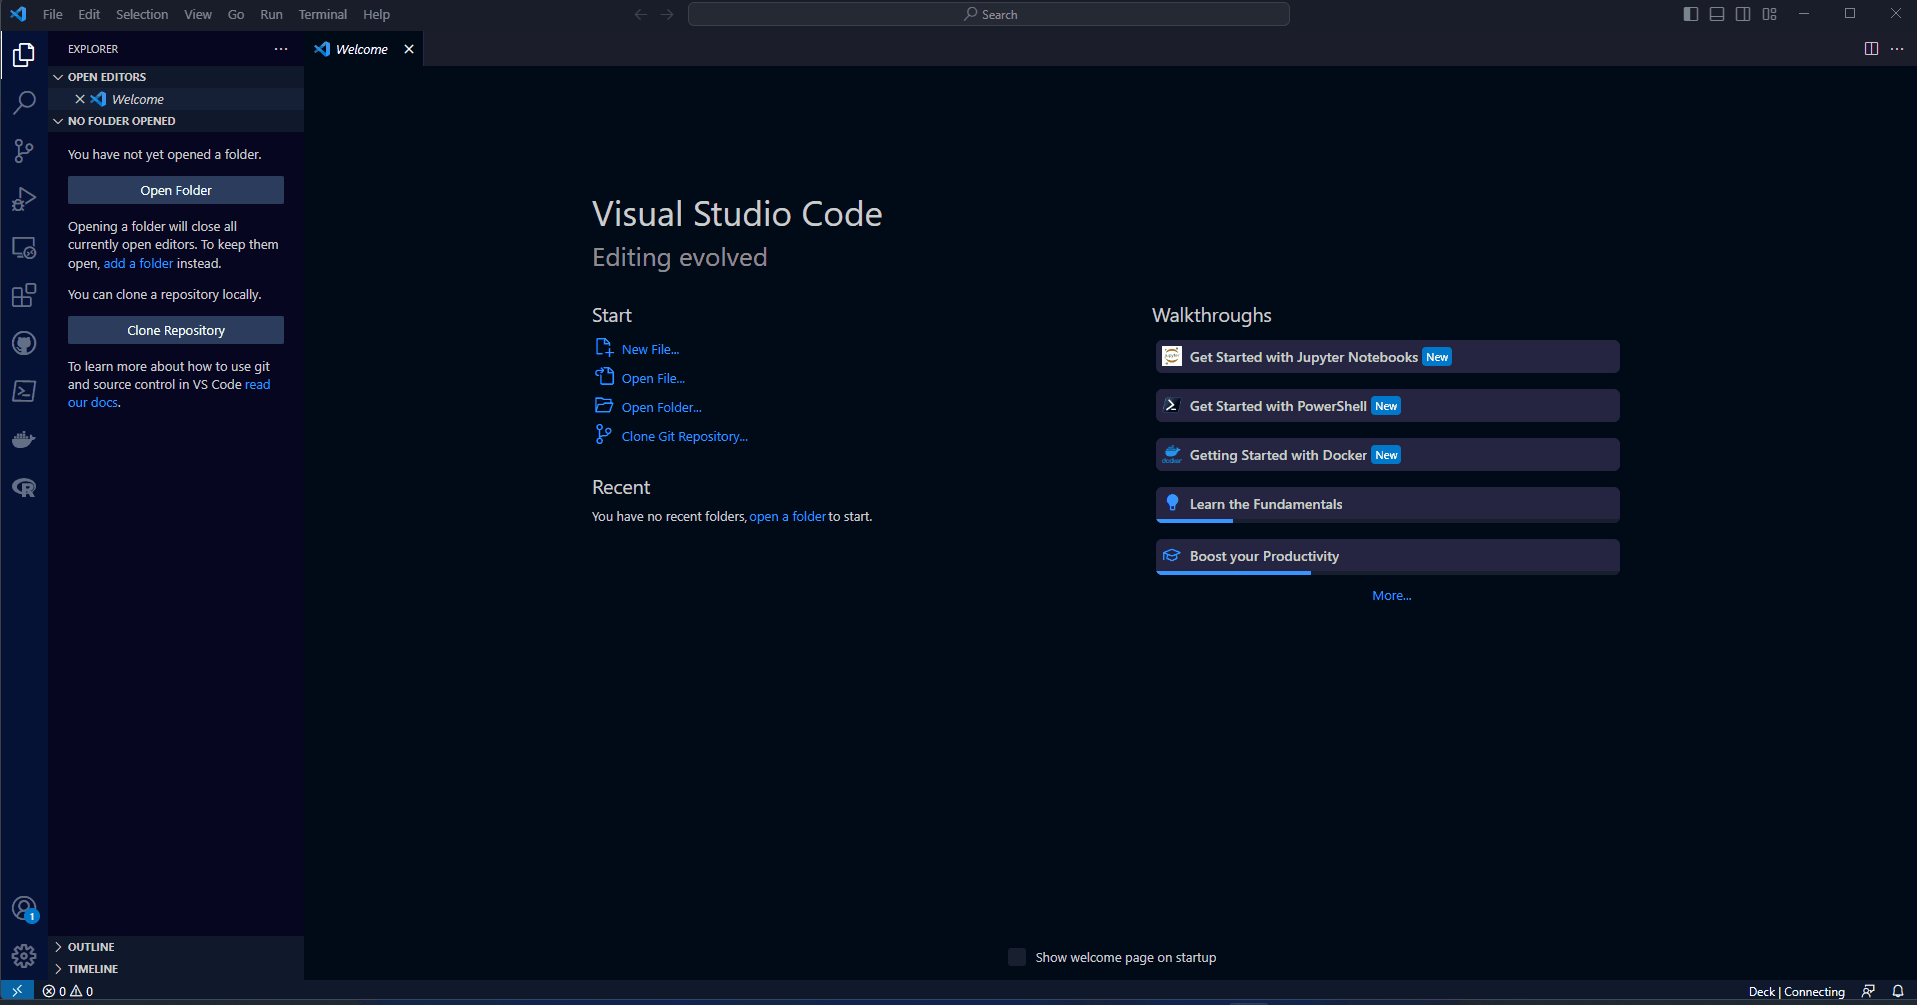 File Edit Selection View Go Run Terminal Help Search
EXPLORER
Welcome
OPEN EDITORS
Welcome
NO FOLDER OPENED
You have not yet opened a folder.
Open Folder
Opening a folder will close all
currently open editors. To keep them
open, add a folder instead.
You can clone a repository locally.
Clone Repository
To learn more about how to use git
and source control in VS Code read
our docs.
Visual Studio Code
Editing evolved
Start
New File...
Open File...
Open Folder...
Clone Git Repository...
Recent
You have no recent folders, open a folder to start.
Walkthroughs
Get Started with Jupyter Notebooks New
Get Started with PowerShell New
Getting Started with Docker New
Learn the Fundamentals
Boost your Productivity
More...
Show welcome page on startup
1
OUTLINE
TIMELINE
0 0
Deck | Connecting